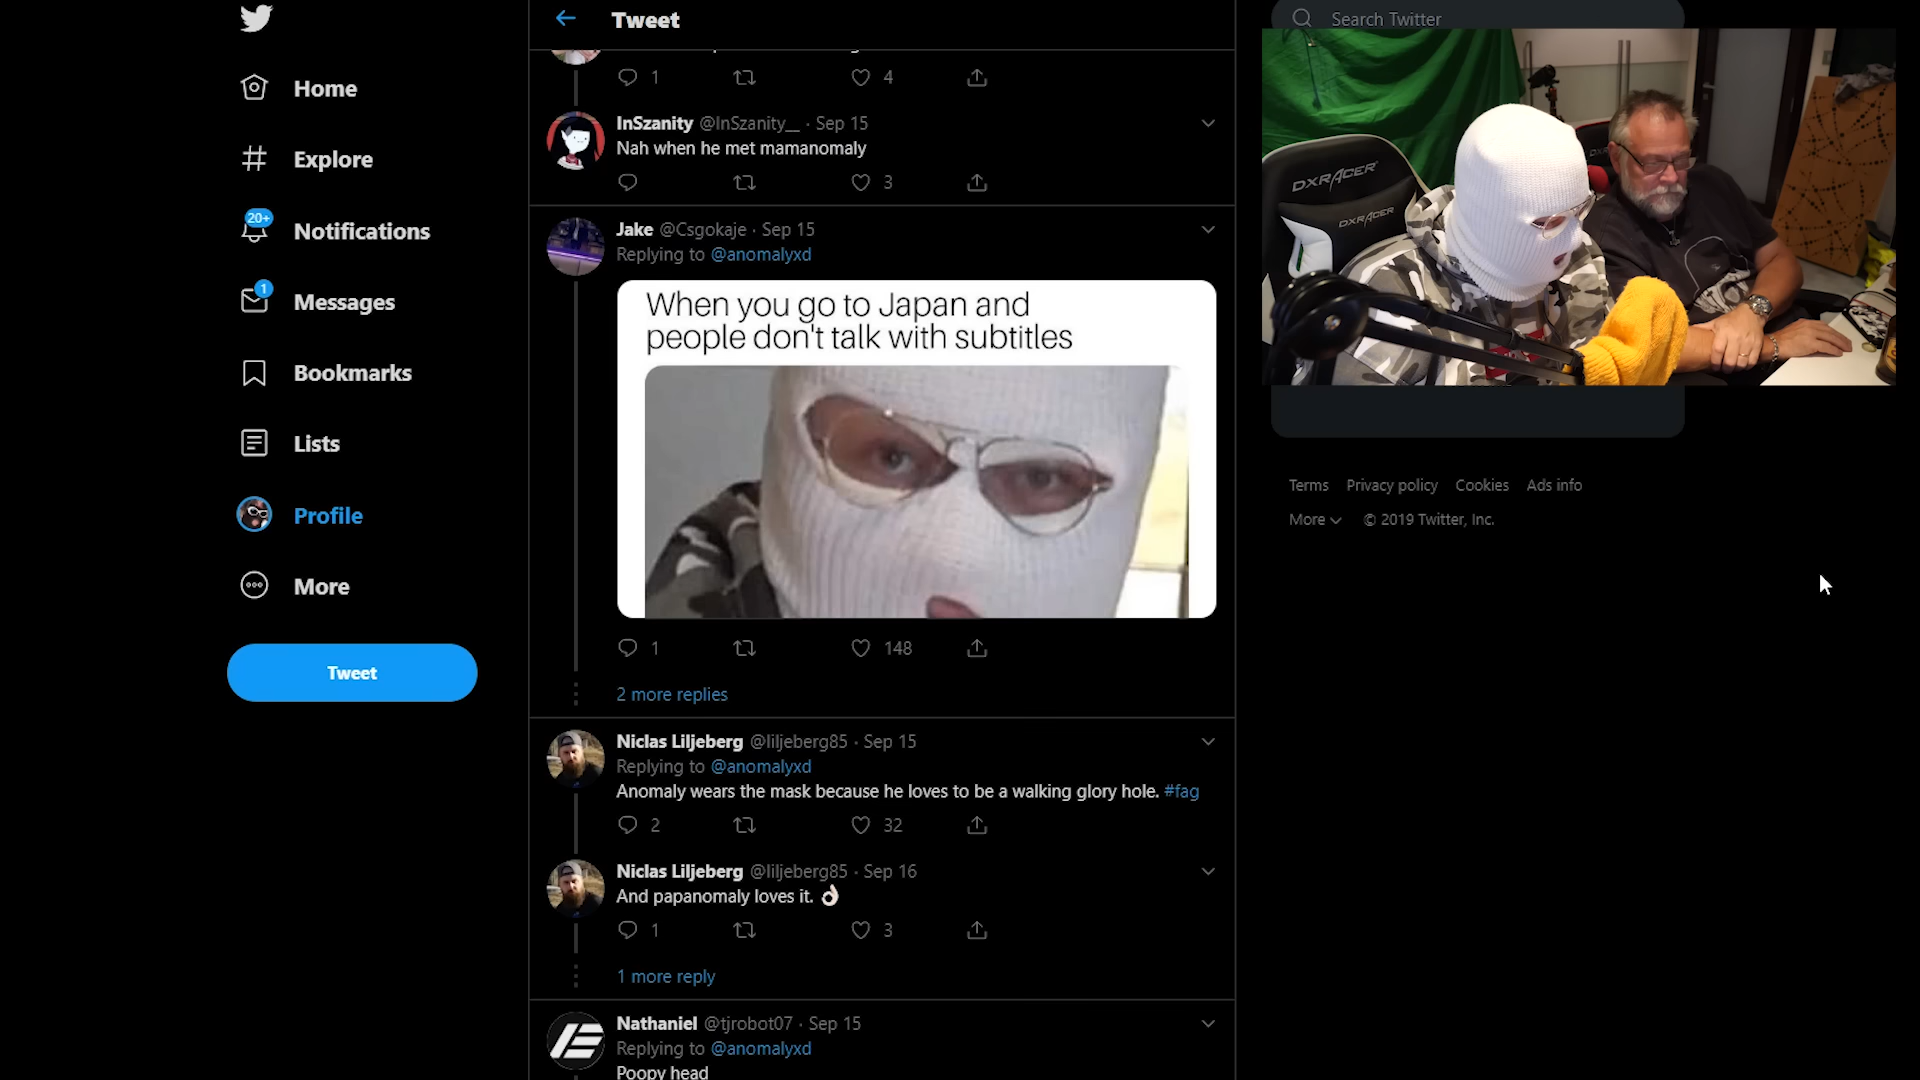 Tweet
Search Twitter
Home
Explore
20+
Notifications
1
Messages
Bookmarks
Lists
Profile
More
Tweet
1 4
InSzanity @InSzanity__ · Sep 15
Nah when he met mamanomaly
3
Jake @Csgokaje · Sep 15
Replying to @anomalyxd
When you go to Japan and
people don't talk with subtitles
1 148
2 more replies
Niclas Liljeberg @liljeberg85 · Sep 15
Replying to @anomalyxd
Anomaly wears the mask because he loves to be a walking glory hole. #fag
2 32
Niclas Liljeberg @liljeberg85 · Sep 16
And papanomaly loves it. 👌🏻
1 3
1 more reply
Nathaniel @tjrobot07 · Sep 15
Replying to @anomalyxd
Poopy head
DXRACER
DXRACER
Terms Privacy policy Cookies Ads info
More © 2019 Twitter, Inc.